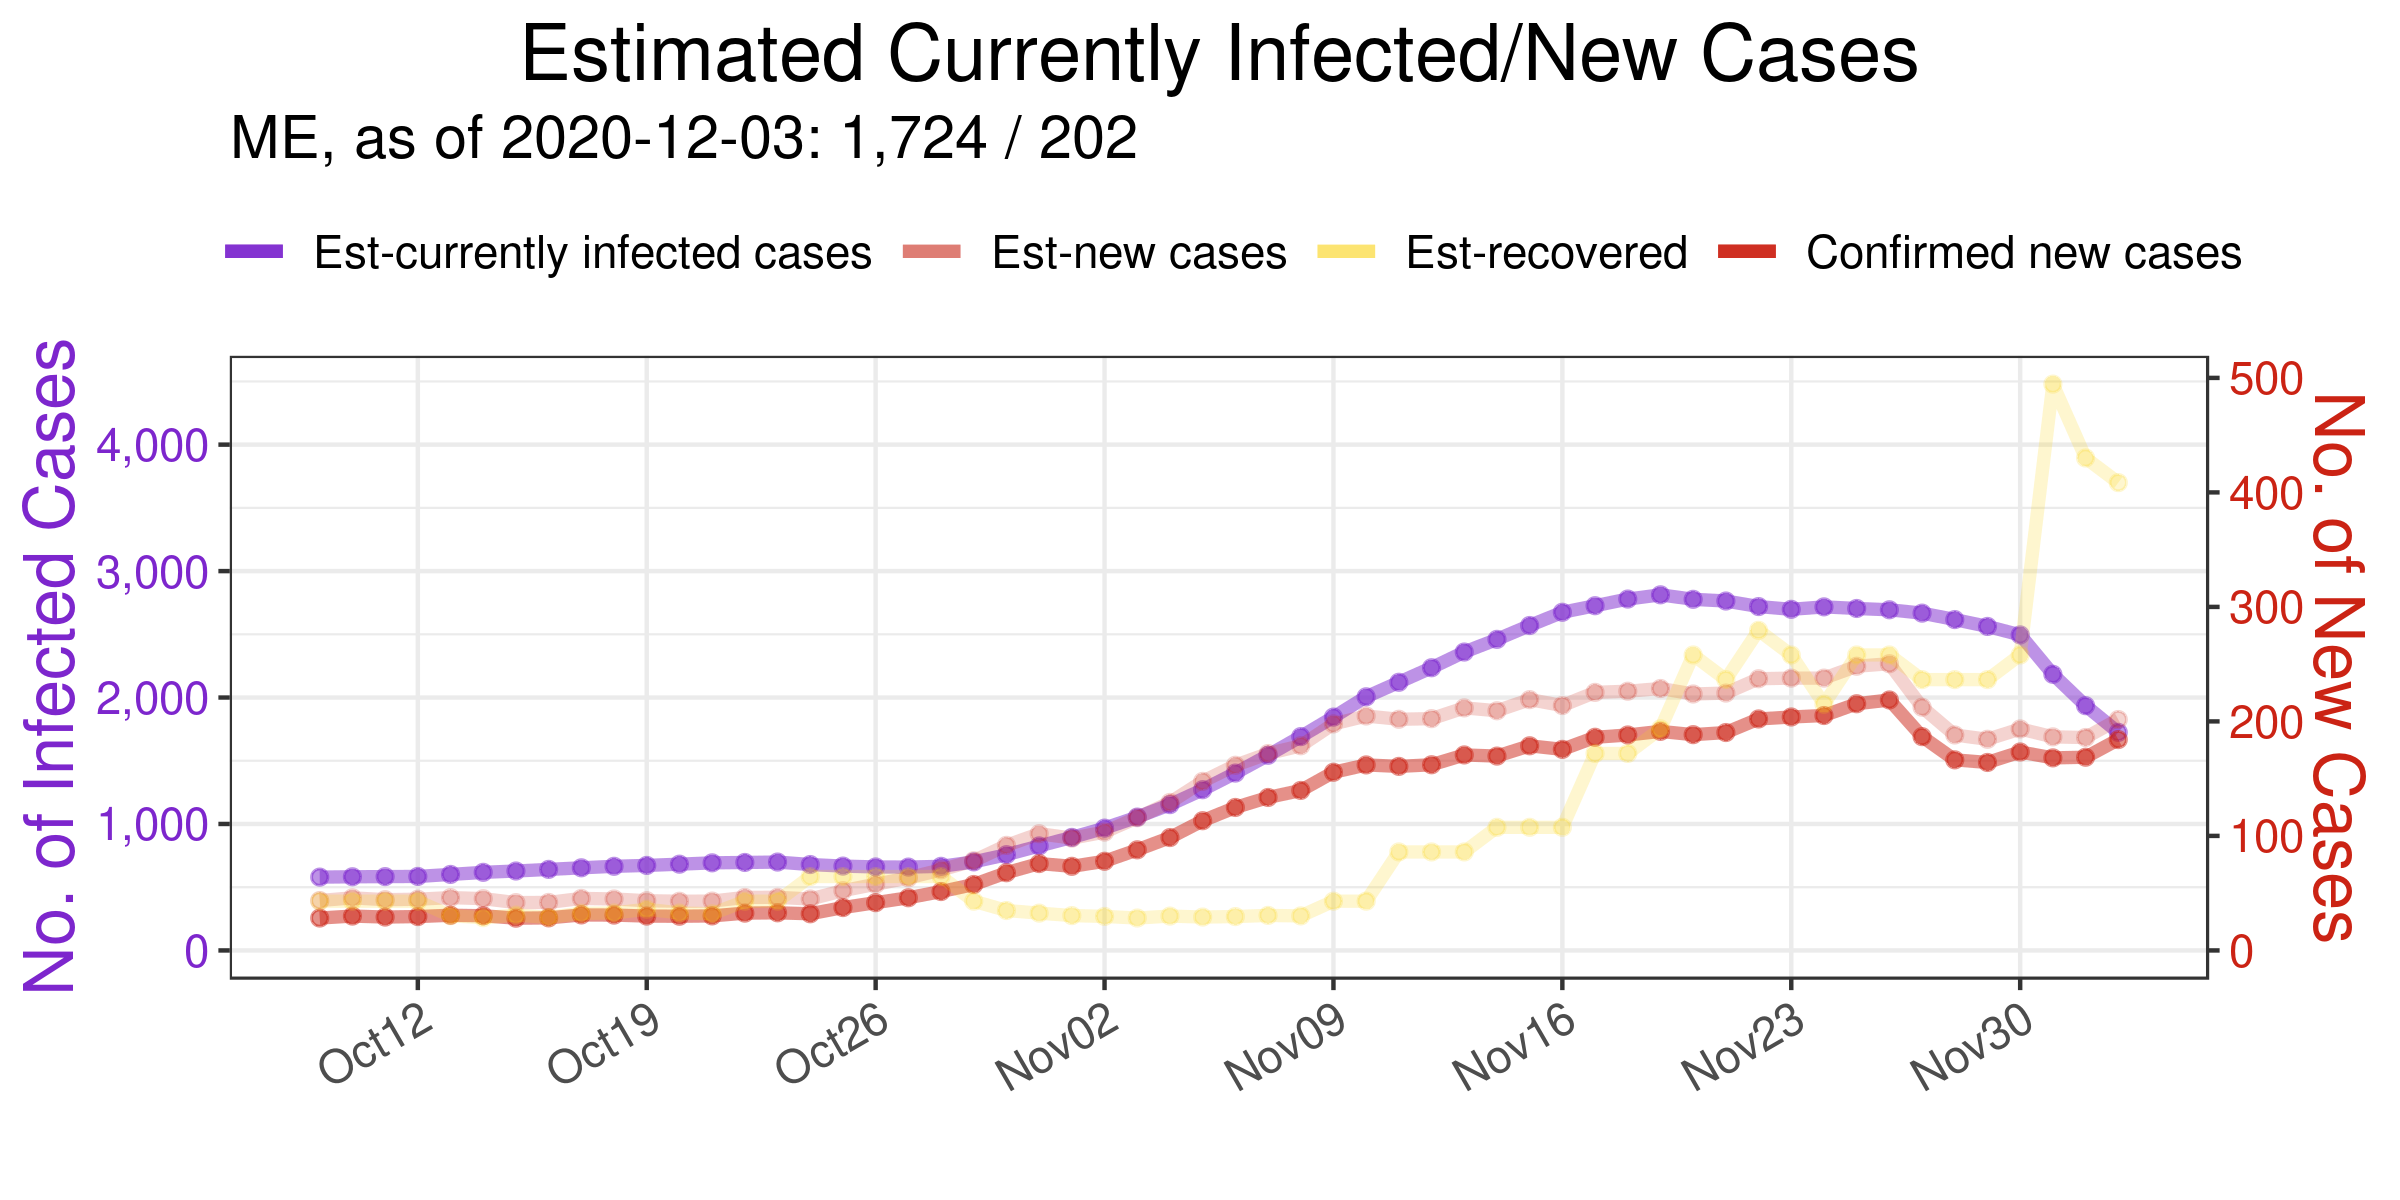 Estimated Currently Infected/New Cases
ME, as of 2020-12-03: 1,724 / 202
Est-currently infected cases Est-new cases Est-recovered Confirmed new cases
No. of Infected Cases
4,000
3,000
2,000
1,000
0
500
400
300
200
100
0
No. of New Cases
Oct12 Oct19 Oct26 Nov02 Nov09 Nov16 Nov23 Nov30